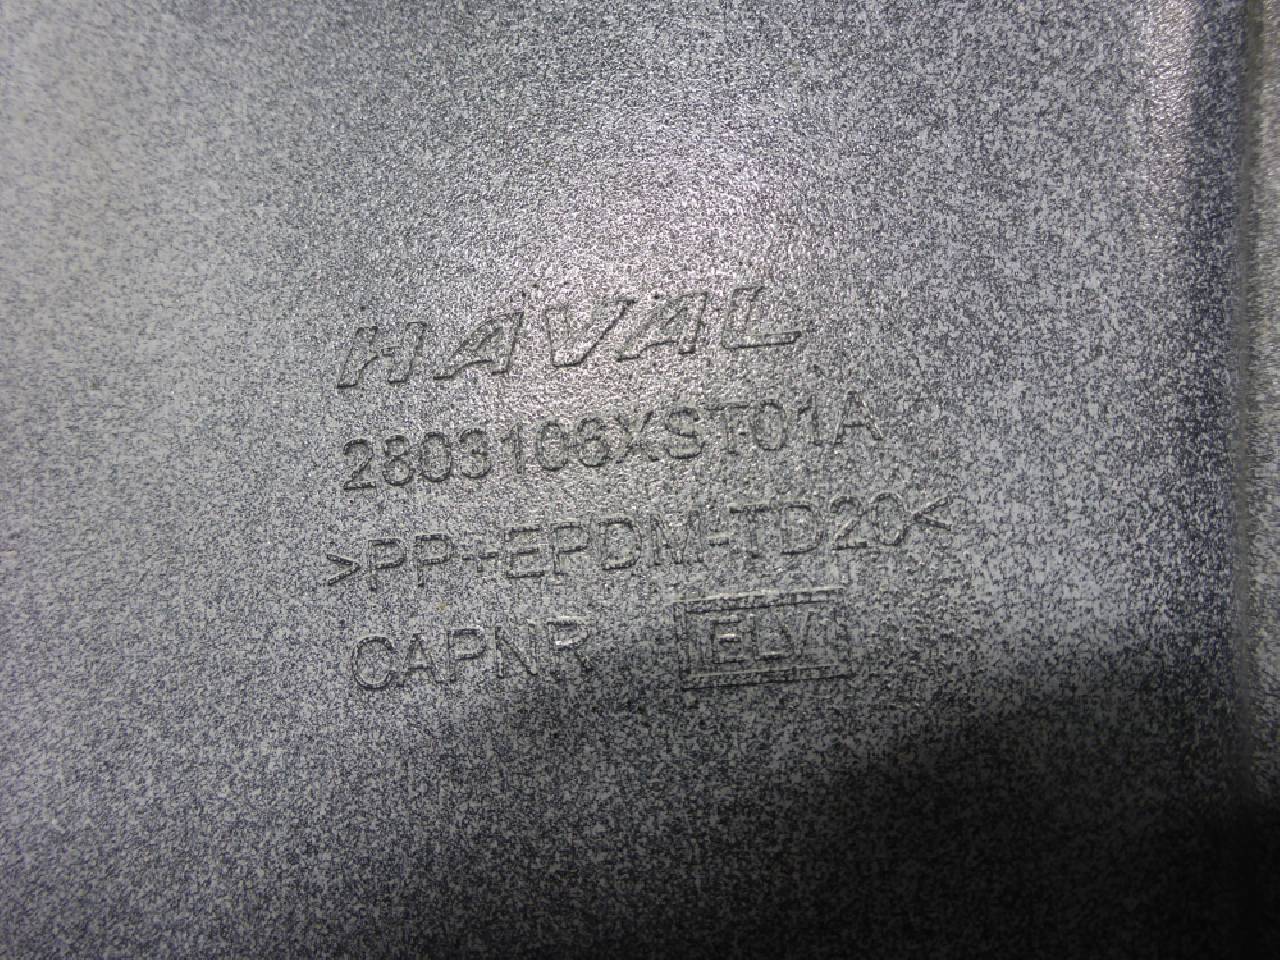 HAVAL
2803106XST01A
>PP+EPDM-TD20<
CAPNR ELV